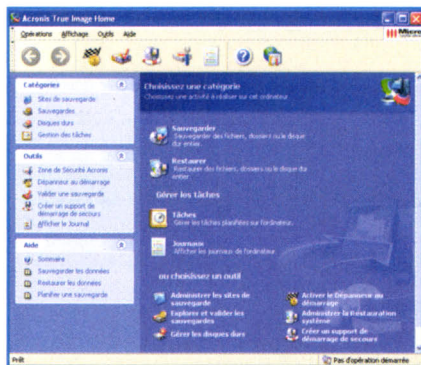 Acronis True Image Home
Opérations Affichage Outils Aide
Catégories
Sites de sauvegarde
Sauvegardes
Disques durs
Gestion des tâches
Outils
Zone de Sécurité Acronis
Dépanneur au démarrage
Valider une sauvegarde
Créer un support de
démarrage de secours
Afficher le Journal
Aide
Sommaire
Sauvegarder les données
Restaurer les données
Planifier une sauvegarde
Choisissez une catégorie
Choisissez une activité à réaliser sur cet ordinateur
Sauvegarder
Sauvegarder des fichiers, dossiers ou le disque
dur entier.
Restaurer
Restaurer des fichiers, dossiers ou le disque dur
entier.
Gérer les tâches
Tâches
Gérer les tâches planifiées sur l'ordinateur.
Journaux
Afficher les journaux de l'ordinateur
ou choisissez un outil
Administrer les sites de
sauvegarde
Explorer et valider les
sauvegardes
Gérer les disques durs
Activer le Dépanneur au
démarrage
Administrer la Restauration
système
Créer un support de
démarrage de secours
Prêt
Pas d'opération démarrée